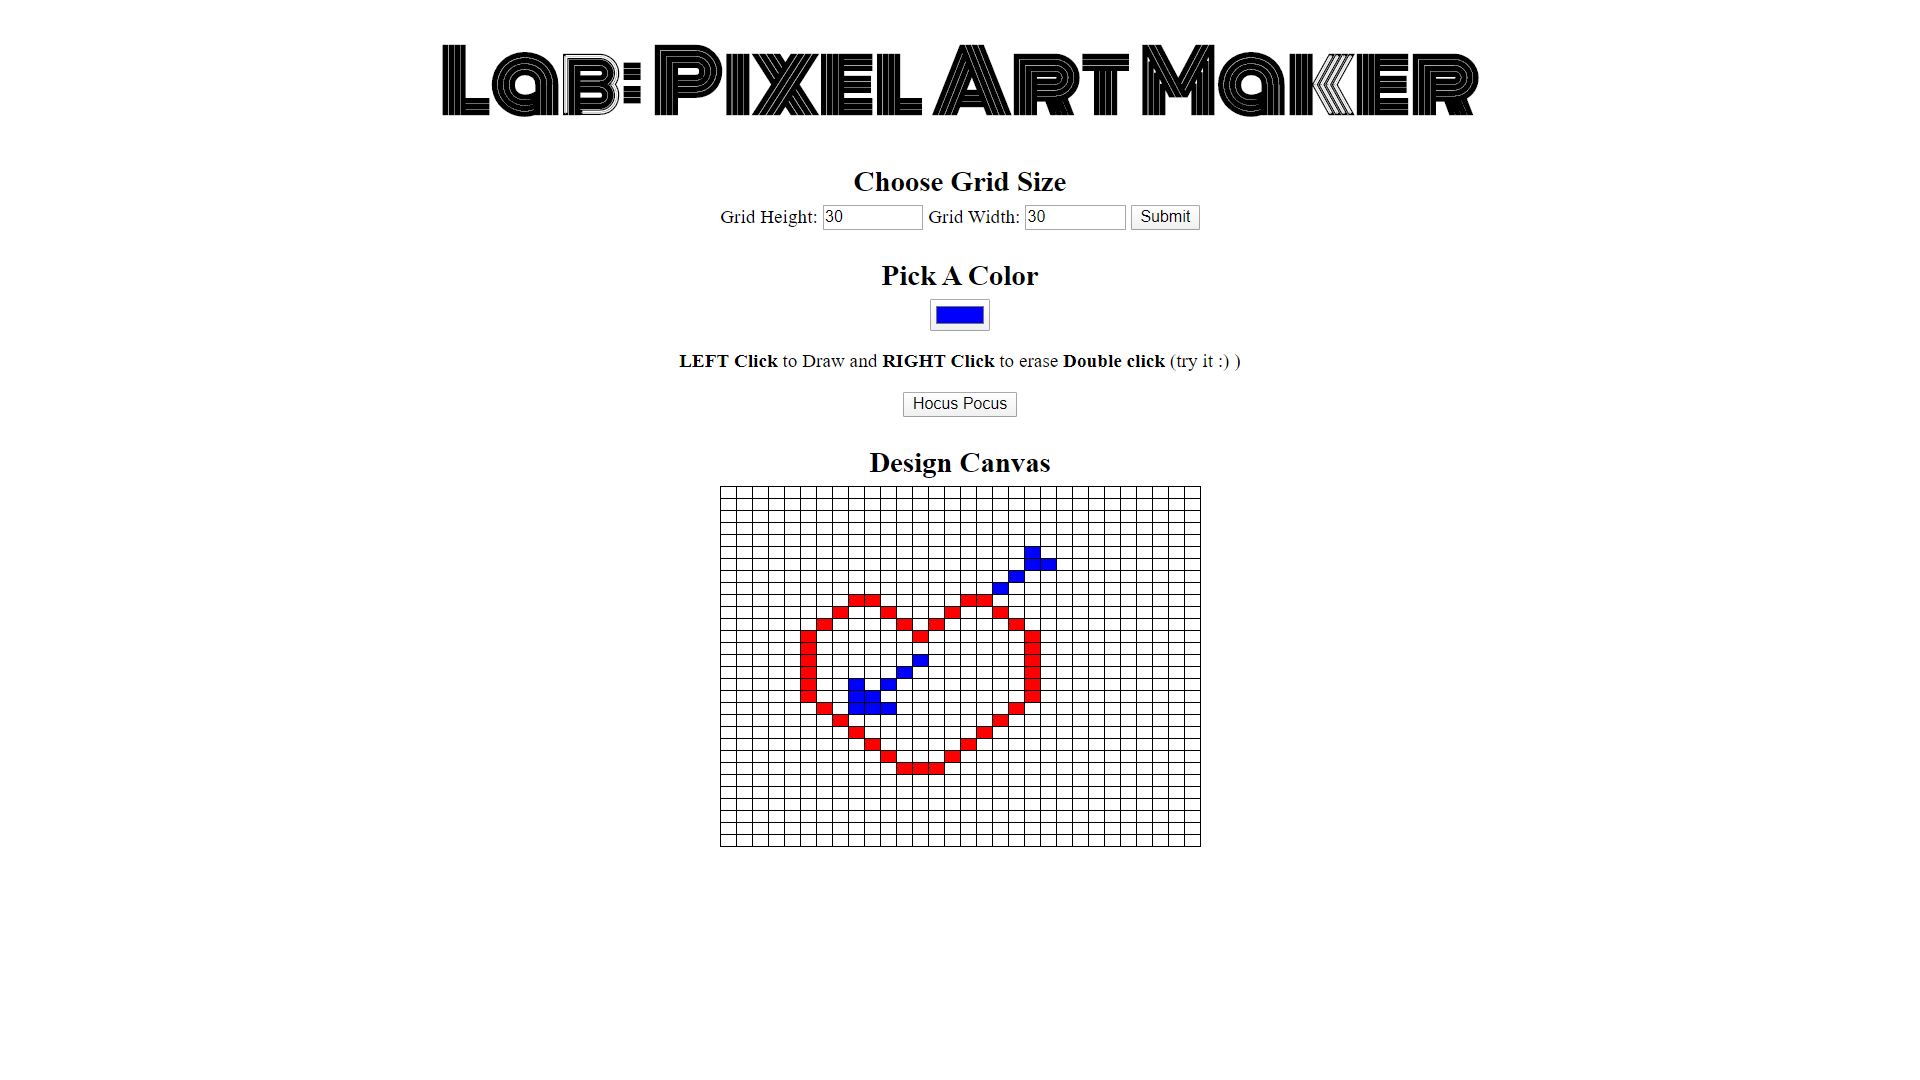 Lab: Pixel Art Maker
Choose Grid Size
Grid Height: 30 Grid Width: 30 Submit
Pick A Color
LEFT Click to Draw and RIGHT Click to erase Double click (try it :) )
Hocus Pocus
Design Canvas